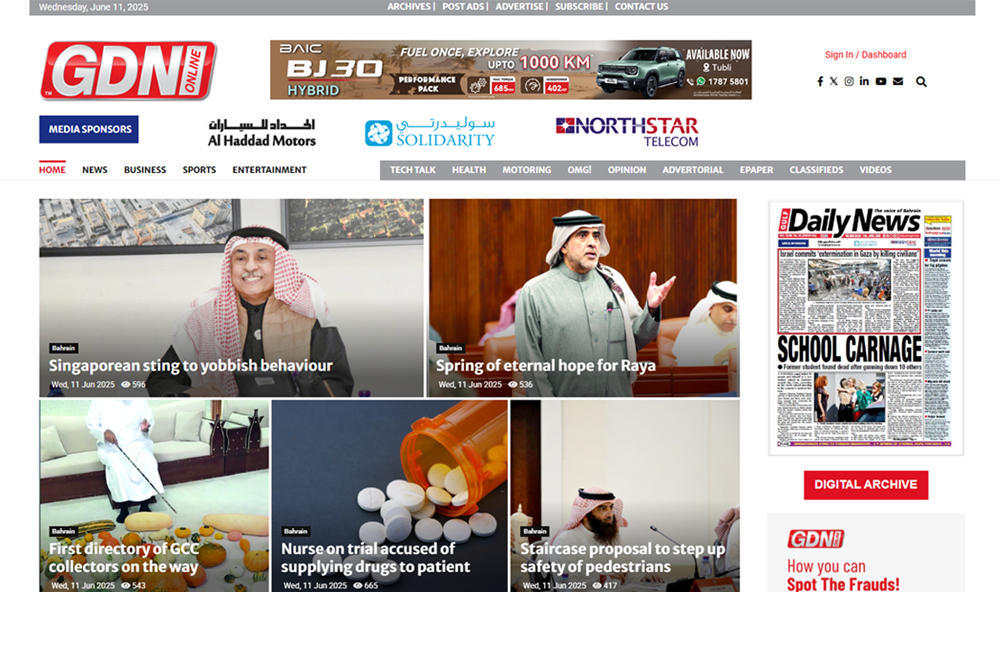 Wednesday, June 11, 2025
ARCHIVES | POST ADS | ADVERTISE | SUBSCRIBE | CONTACT US
GDN ONLINE
BAIC
BJ30
HYBRID
FUEL ONCE, EXPLORE
UPTO 1000 KM
PERFORMANCE
PACK
685
402
AVAILABLE NOW
Tubli
1787 5801
Sign In / Dashboard
MEDIA SPONSORS
الحداد للسيارات
Al Haddad Motors
سوليدرتي
SOLIDARITY
NORTHSTAR
TELECOM
HOME NEWS BUSINESS SPORTS ENTERTAINMENT
TECH TALK HEALTH MOTORING OMG! OPINION ADVERTORIAL EPAPER CLASSIFIEDS VIDEOS
Bahrain
Singaporean sting to yobbish behaviour
Wed, 11 Jun 2025 596
Bahrain
Spring of eternal hope for Raya
Wed, 11 Jun 2025 536
Bahrain
First directory of GCC
collectors on the way
Wed, 11 Jun 2025 543
Bahrain
Nurse on trial accused of
supplying drugs to patient
Wed, 11 Jun 2025 665
Bahrain
Staircase proposal to step up
safety of pedestrians
Wed, 11 Jun 2025 417
The voice of Bahrain
GULF
Daily News
Israel commits 'extermination in Gaza by killing civilians'
SCHOOL CARNAGE
Former student found dead after gunning down 10 others
DIGITAL ARCHIVE
GDN
How you can
Spot The Frauds!